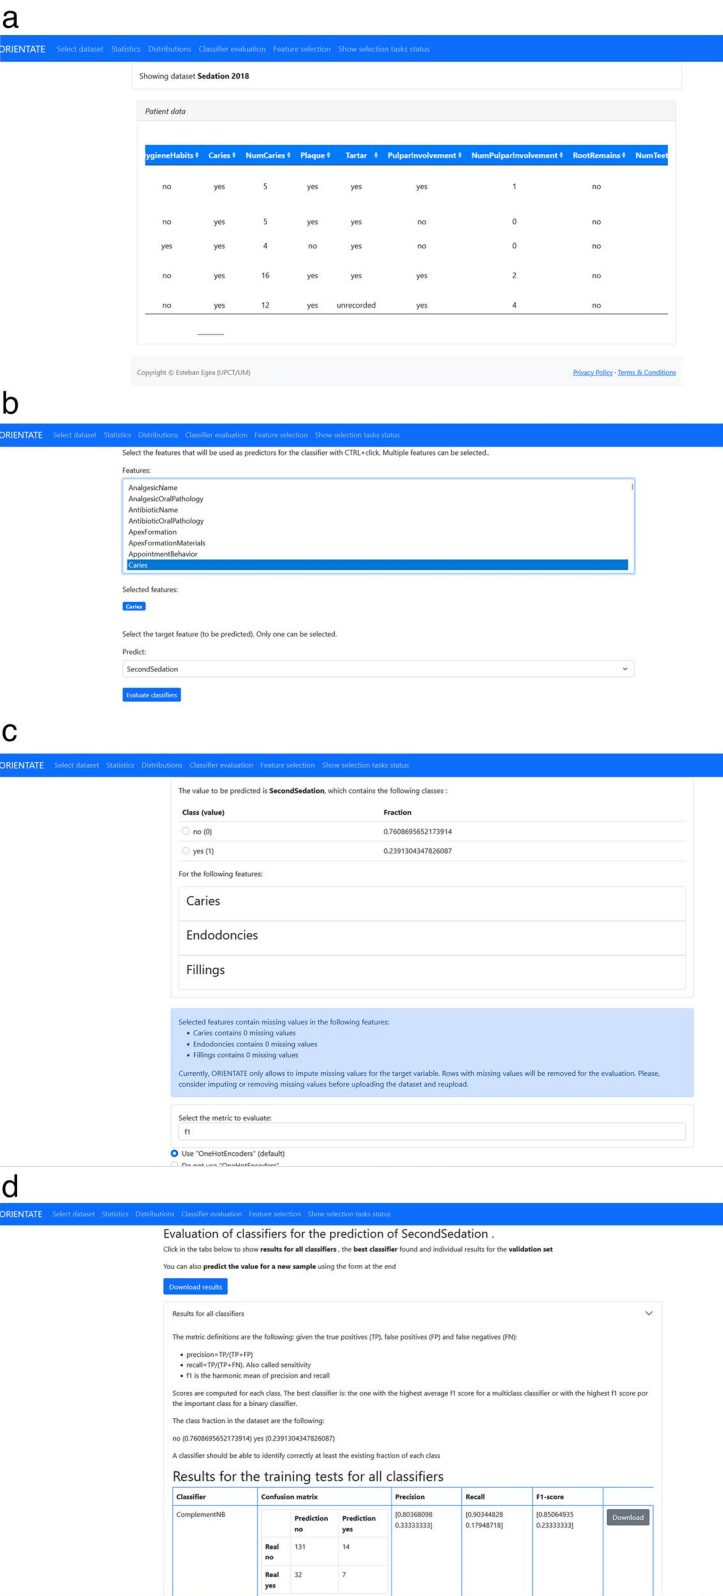 a
ORIENTATE Select dataset Statistics Distributions Classifier evaluation Feature selection Show selection tasks status
Showing dataset Sedation 2018
Patient data
ygieneHabits Caries NumCaries Plaque Tartar PulparInvolvement NumPulparInvolvement RootRemains NumTeet
no yes 5 yes yes yes 1 no
no yes 5 yes yes no 0 no
yes yes 4 no yes no 0 no
no yes 16 yes yes yes 2 no
no yes 12 yes unrecorded yes 4 no
Copyright © Esteban Egea (UPCT/UM) Privacy Policy · Terms & Conditions
b
ORIENTATE Select dataset Statistics Distributions Classifier evaluation Feature selection Show selection tasks status
Select the features that will be used as predictors for the classifier with CTRL+click. Multiple features can be selected..
Features:
AnalgesicName
AnalgesicOralPathology
AntibioticName
AntibioticOralPathology
ApexFormation
ApexFormationMaterials
AppointmentBehavior
Caries
Selected features:
Caries
Select the target feature (to be predicted). Only one can be selected.
Predict:
SecondSedation
Evaluate classifiers
c
ORIENTATE Select dataset Statistics Distributions Classifier evaluation Feature selection Show selection tasks status
The value to be predicted is SecondSedation, which contains the following classes :
Class (value) Fraction
no (0) 0.7608695652173914
yes (1) 0.2391304347826087
For the following features:
Caries
Endodoncies
Fillings
Selected features contain missing values in the following features:
• Caries contains 0 missing values
• Endodoncies contains 0 missing values
• Fillings contains 0 missing values
Currently, ORIENTATE only allows to impute missing values for the target variable. Rows with missing values will be removed for the evaluation. Please,
consider imputing or removing missing values before uploading the dataset and reupload.
Select the metric to evaluate:
f1
Use "OneHotEncoders" (default)
Do not use "OneHotEncoders"
d
ORIENTATE Select dataset Statistics Distributions Classifier evaluation Feature selection Show selection tasks status
Evaluation of classifiers for the prediction of SecondSedation .
Click in the tabs below to show results for all classifiers , the best classifier found and individual results for the validation set
You can also predict the value for a new sample using the form at the end
Download results
Results for all classifiers
The metric definitions are the following: given the true positives (TP), false positives (FP) and false negatives (FN):
• precision=TP/(TP+FP)
• recall=TP/(TP+FN). Also called sensitivity
• f1 is the harmonic mean of precision and recall
Scores are computed for each class. The best classifier is: the one with the highest average f1 score for a multiclass classifier or with the highest f1 score por
the important class for a binary classifier.
The class fraction in the dataset are the following:
no (0.7608695652173914) yes (0.2391304347826087)
A classifier should be able to identify correctly at least the existing fraction of each class
Results for the training tests for all classifiers
Classifier Confusion matrix Precision Recall F1-score
ComplementNB [0.80368098 [0.90344828 [0.85064935 Download
Prediction Prediction 0.33333333] 0.17948718] 0.23333333]
no yes
Real 131 14
no
Real 32 7
yes